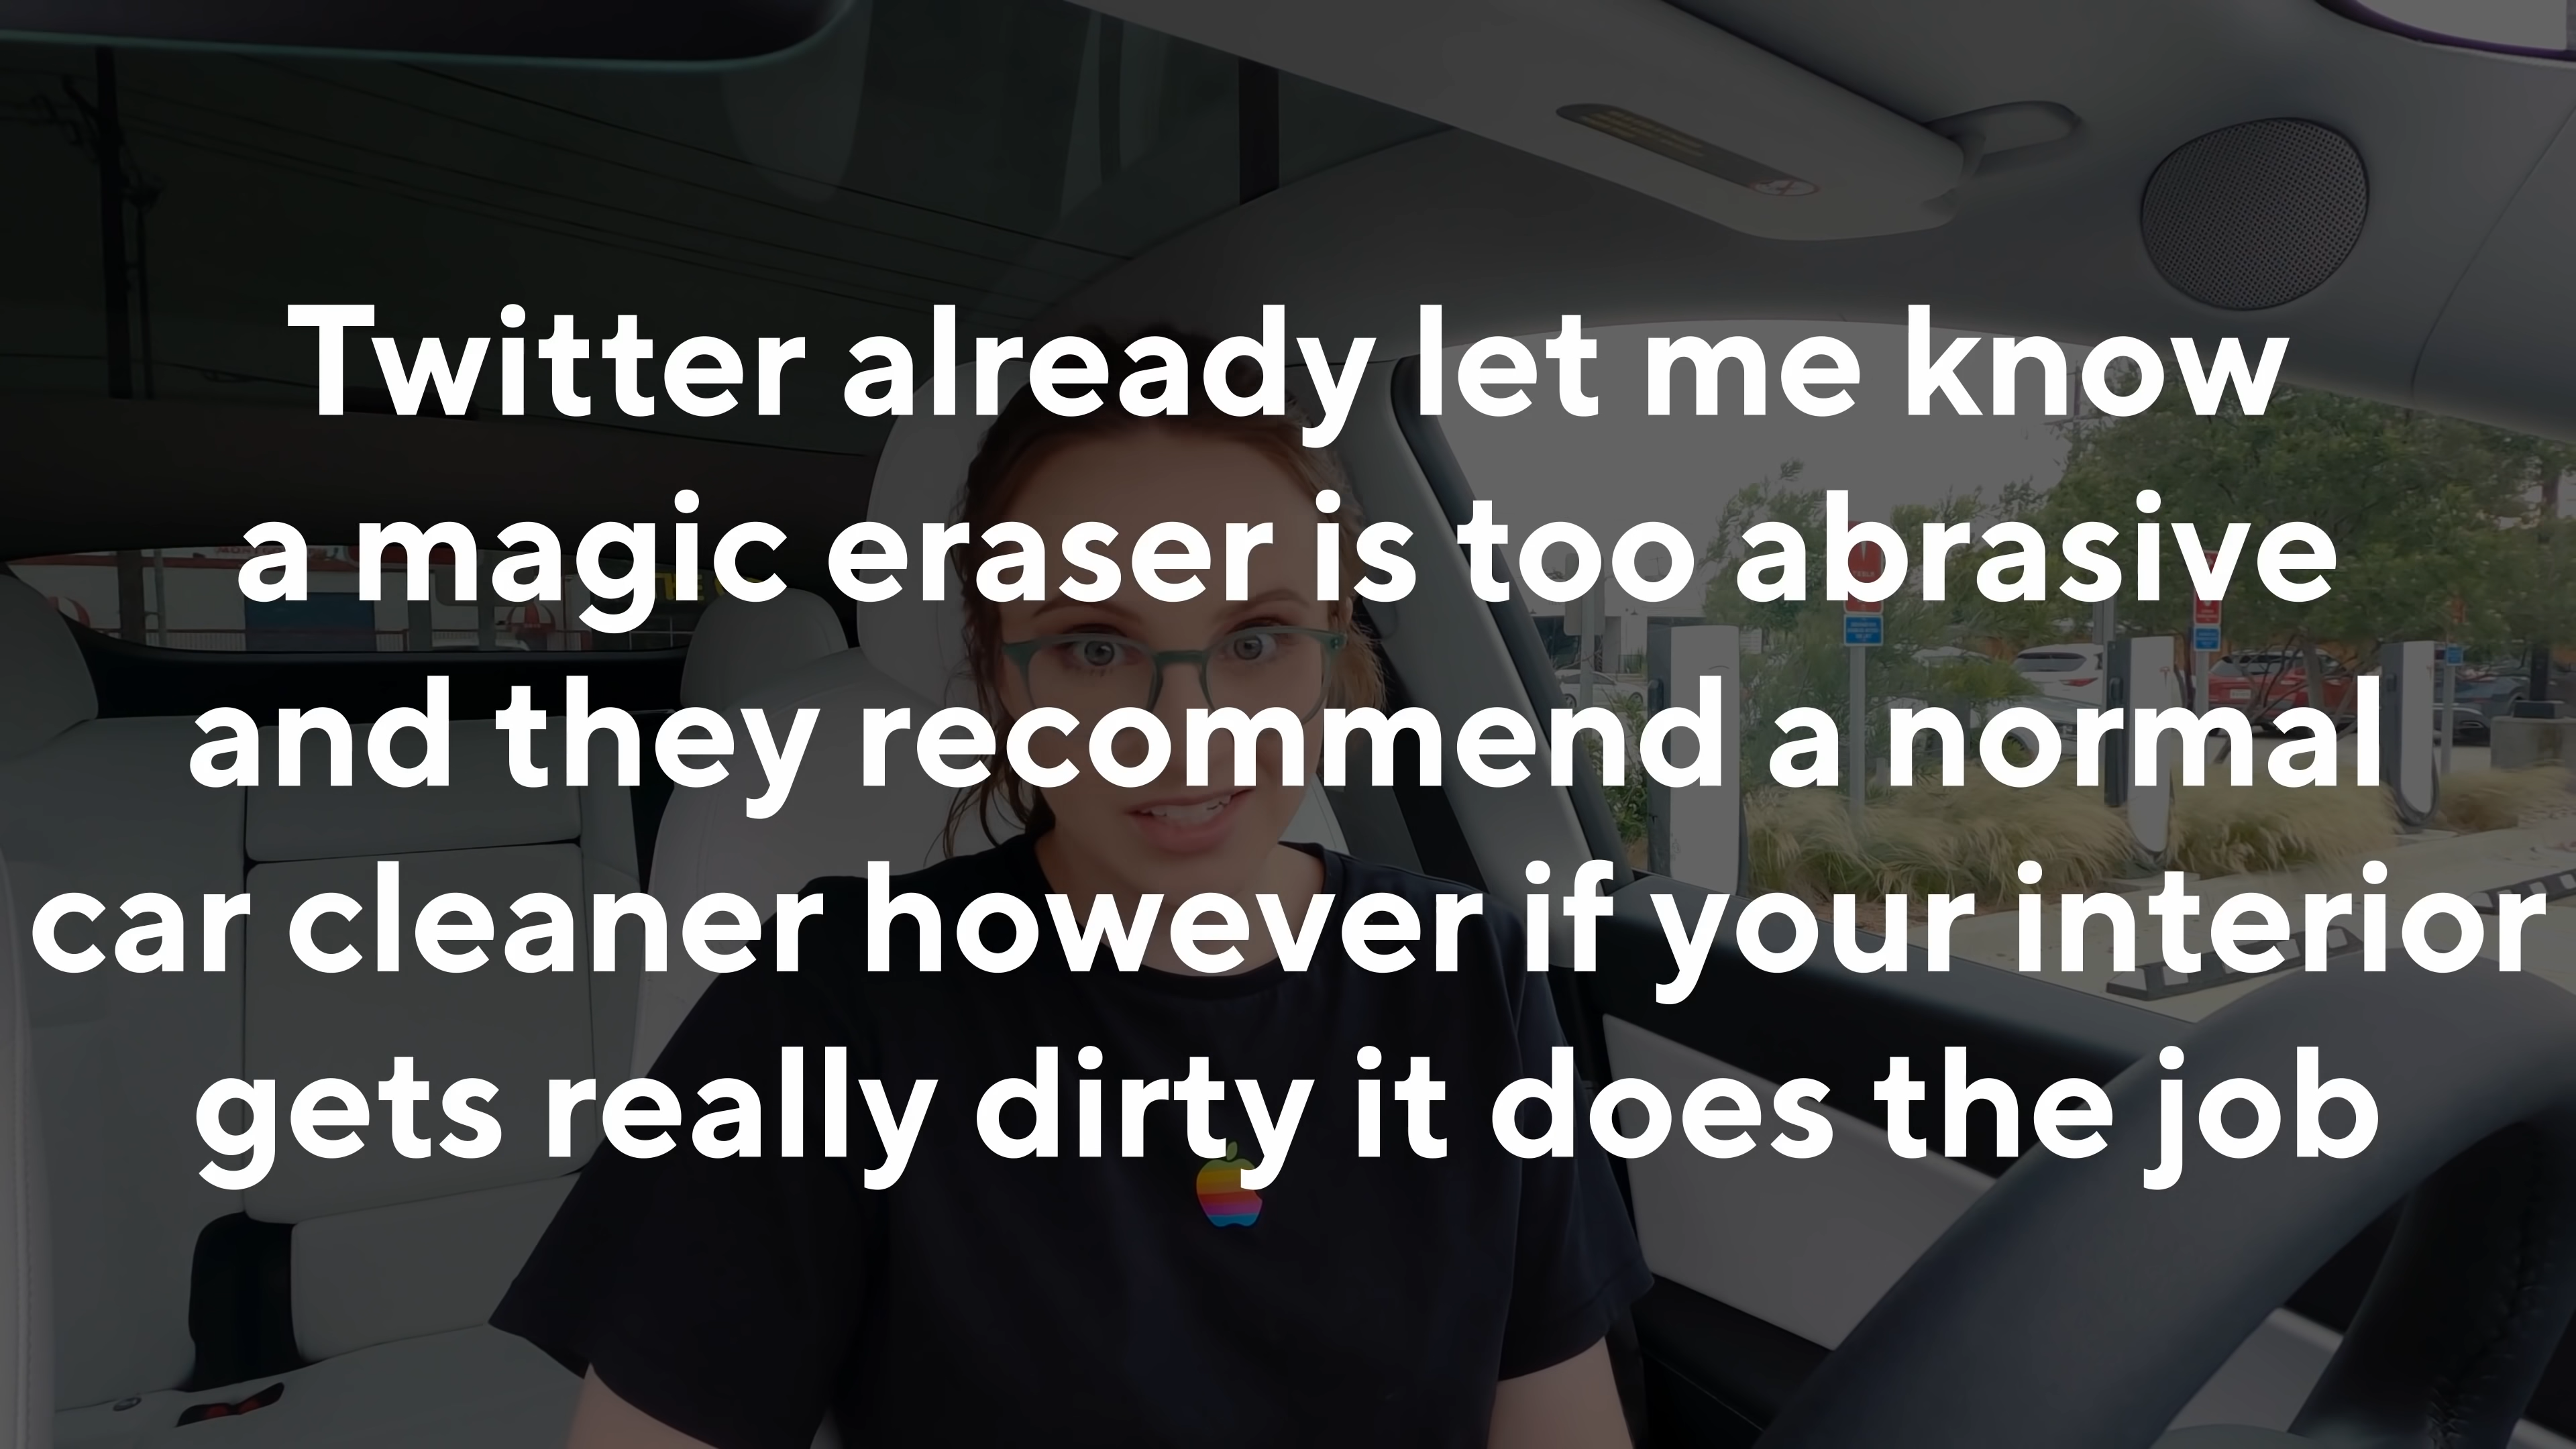 Twitter already let me know
a magic eraser is too abrasive
and they recommend a normal
car cleaner however if your interior
gets really dirty it does the job